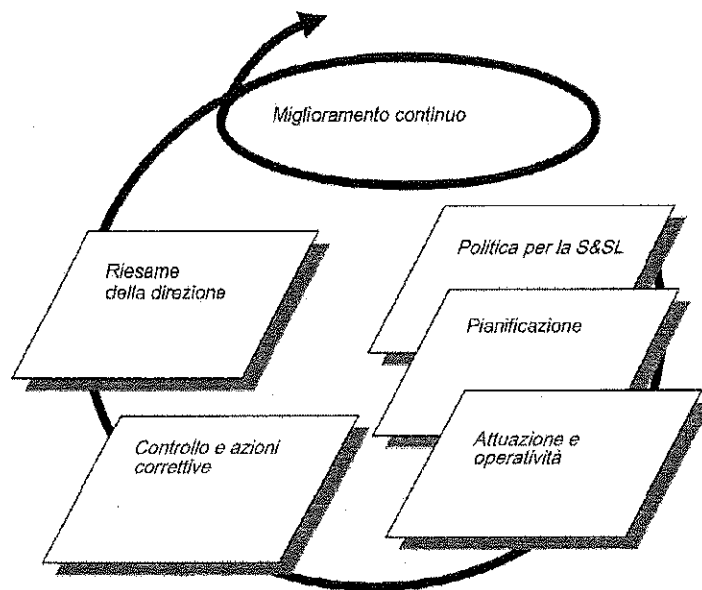 Miglioramento continuo
Politica per la S&SL
Pianificazione
Attuazione e
operatività
Controllo e azioni
correttive
Riesame
della direzione